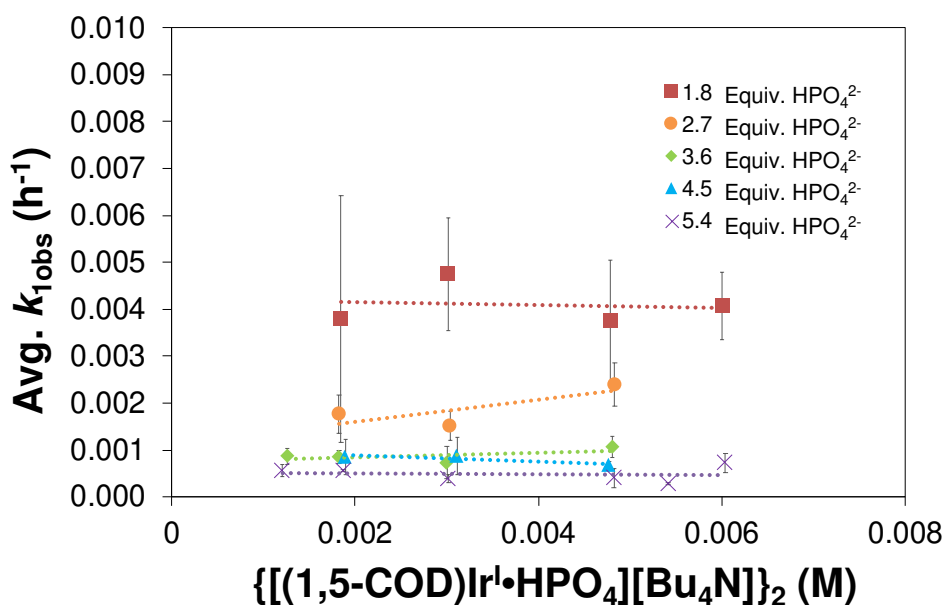 0.010
0.009
0.008
0.007
0.006
0.005
0.004
0.003
0.002
0.001
0.000
Avg. k₁obs (h⁻¹)
1.8 Equiv. HPO₄²⁻
2.7 Equiv. HPO₄²⁻
3.6 Equiv. HPO₄²⁻
4.5 Equiv. HPO₄²⁻
5.4 Equiv. HPO₄²⁻
0 0.002 0.004 0.006 0.008
{[(1,5-COD)Irᴵ•HPO₄][Bu₄N]}₂ (M)